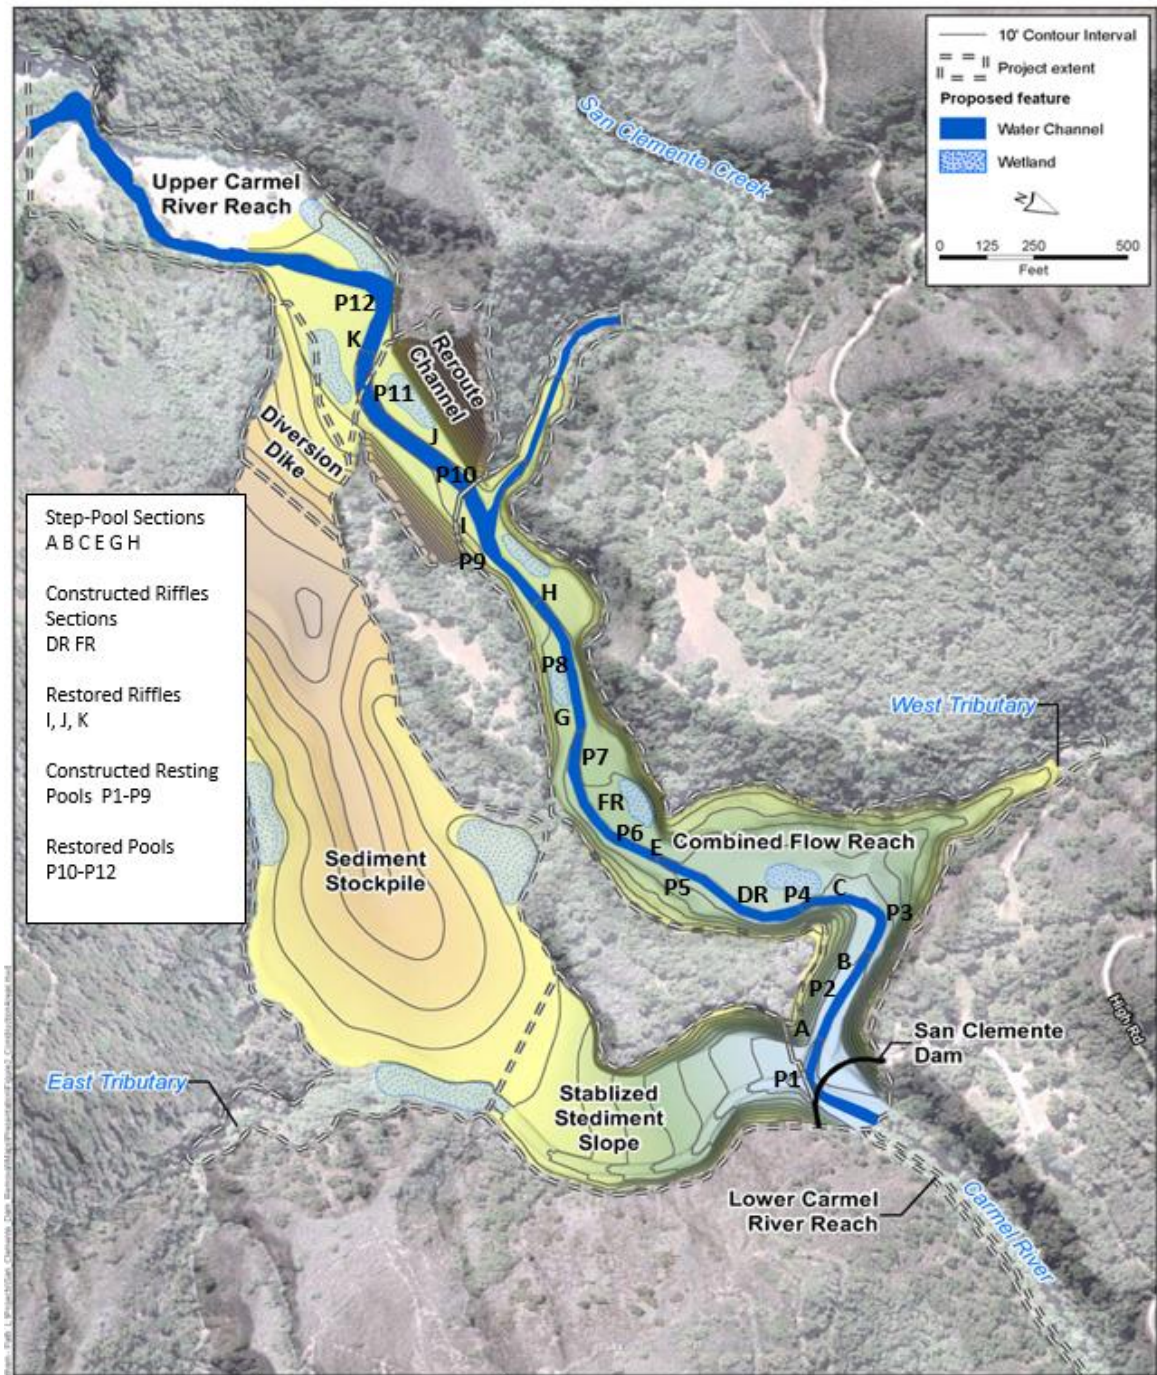 10' Contour Interval
Project extent
Proposed feature
Water Channel
Wetland
N
0 125 250 500
Feet
San Clemente Creek
Upper Carmel
River Reach
P12
K
Reroute
Channel
P11
J
Diversion
Dike
P10
I
P9
H
Step-Pool Sections
A B C E G H
Constructed Riffles
Sections
DR FR
Restored Riffles
I, J, K
Constructed Resting
Pools P1-P9
Restored Pools
P10-P12
P8
G
West Tributary
P7
FR
P6
E
Combined Flow Reach
P5
DR
P4
C
P3
Sediment
Stockpile
B
P2
A
High Rd
San Clemente
Dam
P1
East Tributary
Stablized
Stediment
Slope
Lower Carmel
River Reach
Carmel River